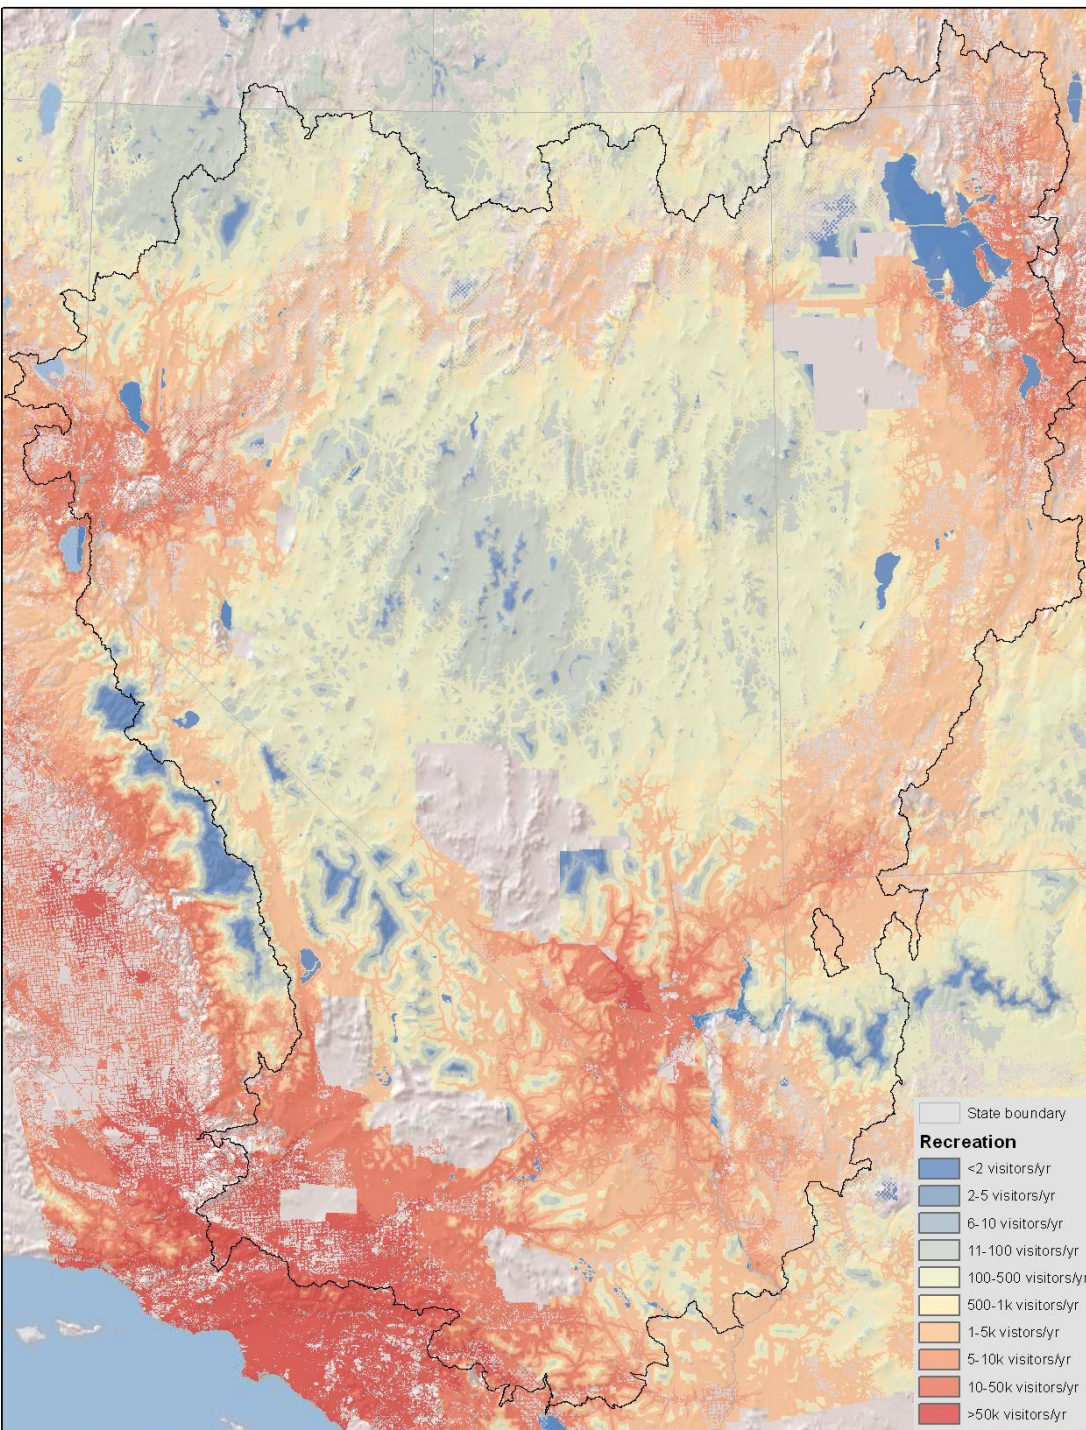 State boundary
Recreation
<2 visitors/yr
2-5 visitors/yr
6-10 visitors/yr
11-100 visitors/yr
100-500 visitors/yr
500-1k visitors/yr
1-5k vistors/yr
5-10k visitors/yr
10-50k visitors/yr
>50k visitors/yr